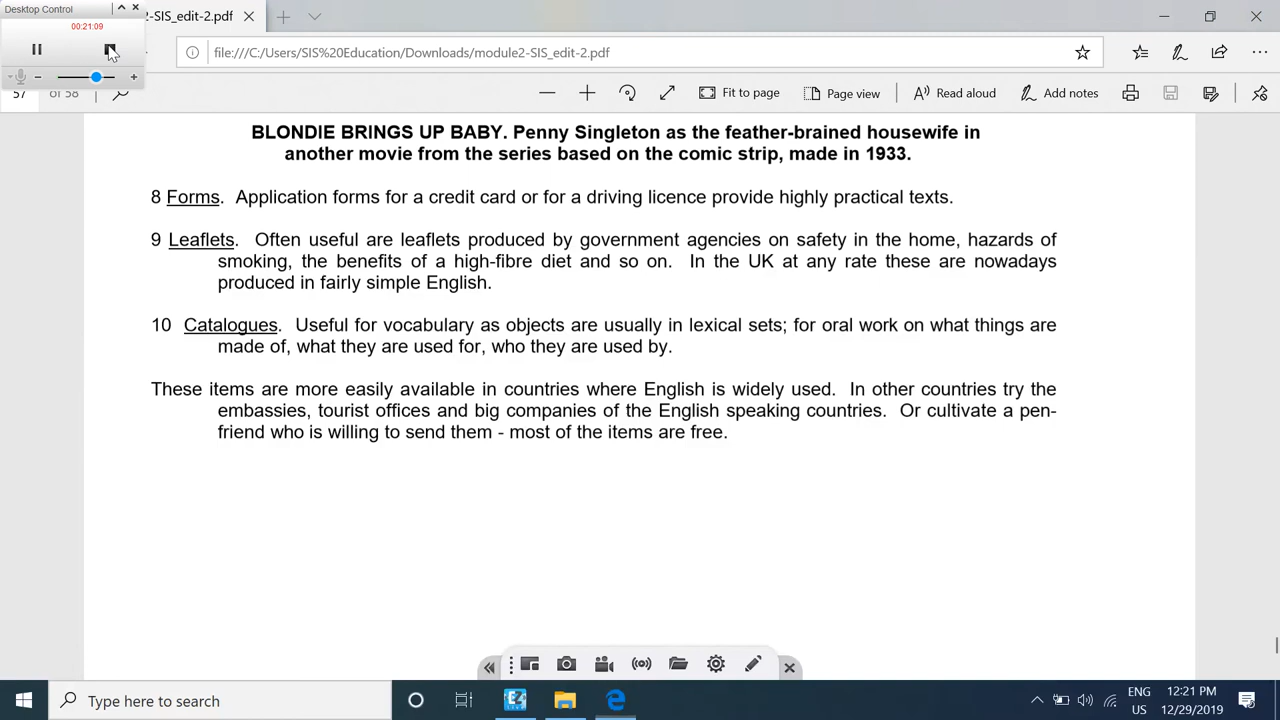 Desktop Control
00:21:09
2-SIS_edit-2.pdf
file:///C:/Users/SIS%20Education/Downloads/module2-SIS_edit-2.pdf
57 of 58
Fit to page
Page view
Read aloud
Add notes
BLONDIE BRINGS UP BABY. Penny Singleton as the feather-brained housewife in
another movie from the series based on the comic strip, made in 1933.
8 Forms. Application forms for a credit card or for a driving licence provide highly practical texts.
9 Leaflets. Often useful are leaflets produced by government agencies on safety in the home, hazards of
smoking, the benefits of a high-fibre diet and so on. In the UK at any rate these are nowadays
produced in fairly simple English.
10 Catalogues. Useful for vocabulary as objects are usually in lexical sets; for oral work on what things are
made of, what they are used for, who they are used by.
These items are more easily available in countries where English is widely used. In other countries try the
embassies, tourist offices and big companies of the English speaking countries. Or cultivate a pen-
friend who is willing to send them - most of the items are free.
Type here to search
ENG
US
12:21 PM
12/29/2019